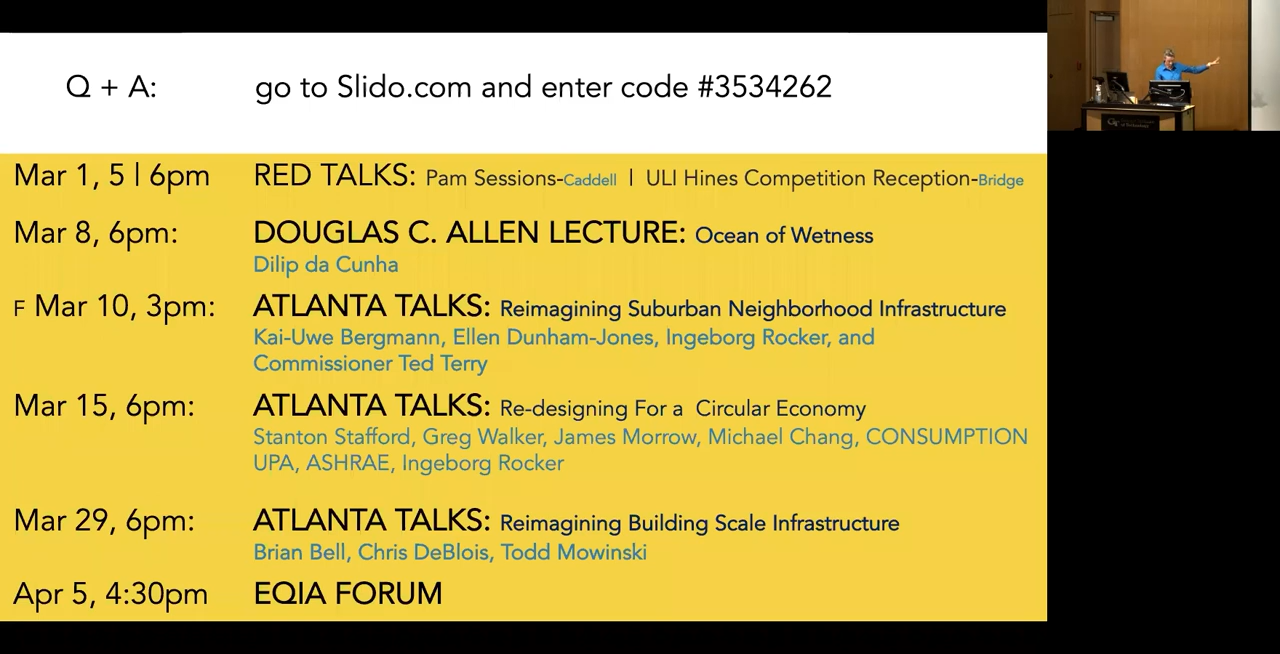 Q + A: go to Slido.com and enter code #3534262
Mar 1, 5 | 6pm RED TALKS: Pam Sessions-Caddell | ULI Hines Competition Reception-Bridge
Mar 8, 6pm: DOUGLAS C. ALLEN LECTURE: Ocean of Wetness
Dilip da Cunha
F Mar 10, 3pm: ATLANTA TALKS: Reimagining Suburban Neighborhood Infrastructure
Kai-Uwe Bergmann, Ellen Dunham-Jones, Ingeborg Rocker, and
Commissioner Ted Terry
Mar 15, 6pm: ATLANTA TALKS: Re-designing For a Circular Economy
Stanton Stafford, Greg Walker, James Morrow, Michael Chang, CONSUMPTION
UPA, ASHRAE, Ingeborg Rocker
Mar 29, 6pm: ATLANTA TALKS: Reimagining Building Scale Infrastructure
Brian Bell, Chris DeBlois, Todd Mowinski
Apr 5, 4:30pm EQIA FORUM